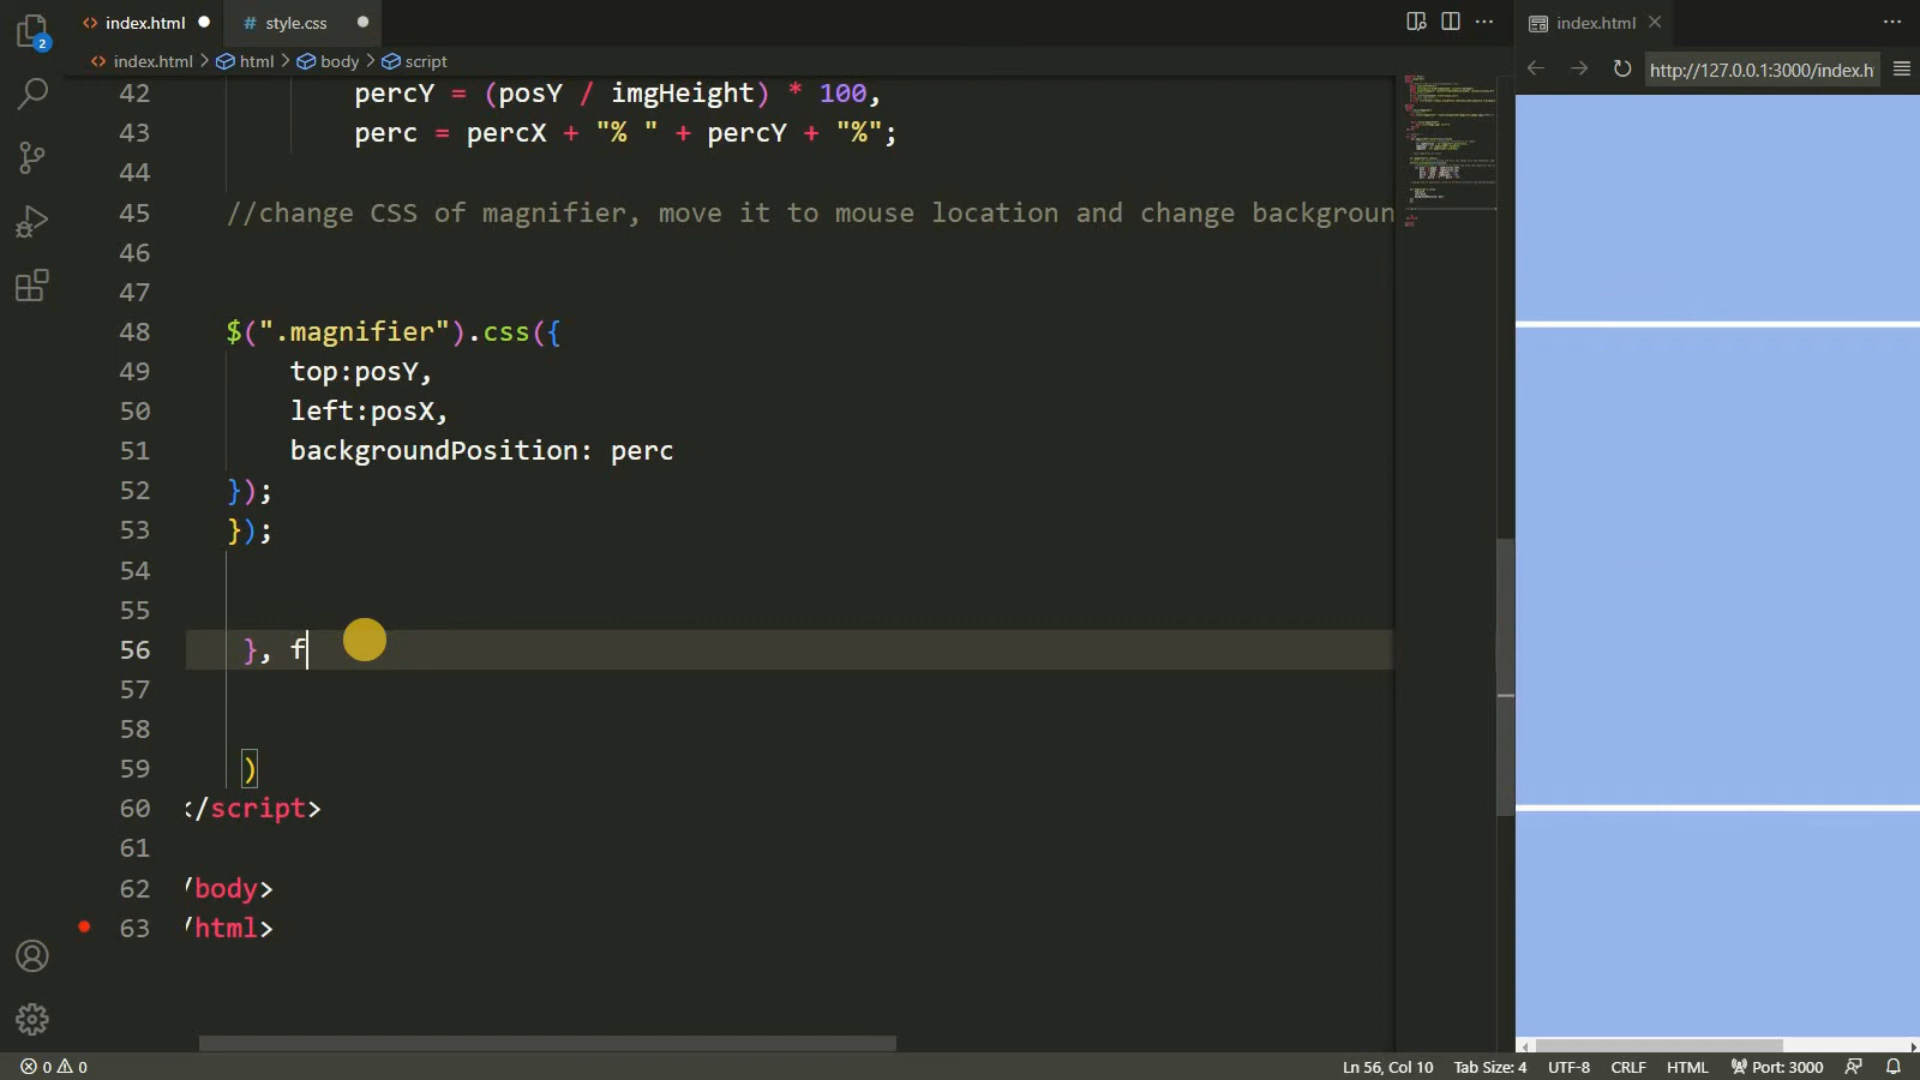 index.html
# style.css
index.html
index.html > html > body > script
http://127.0.0.1:3000/index.h
42 percY = (posY / imgHeight) * 100,
43 perc = percX + "% " + percY + "%";
44
45 //change CSS of magnifier, move it to mouse location and change backgroun
46
47
48 $(".magnifier").css({
49 top:posY,
50 left:posX,
51 backgroundPosition: perc
52 });
53 });
54
55
56 }, f
57
58
59 )
60 </script>
61
62 /body>
63 /html>
2
0 0
Ln 56, Col 10 Tab Size: 4 UTF-8 CRLF HTML Port: 3000